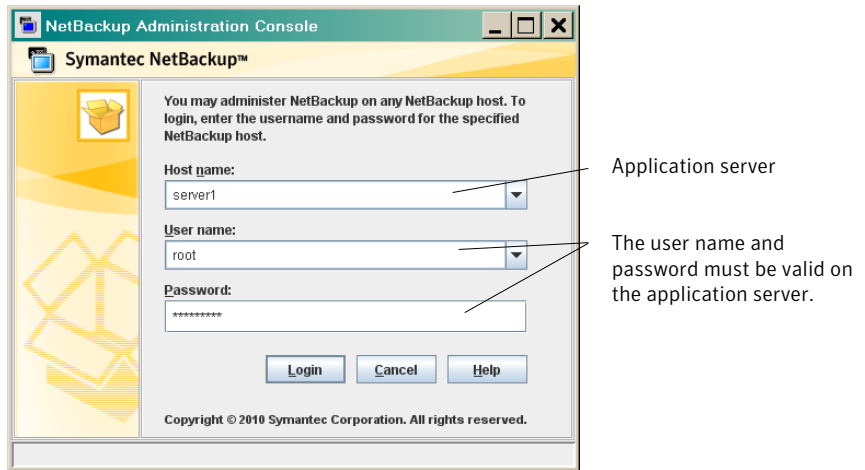 NetBackup Administration Console
Symantec NetBackup™
You may administer NetBackup on any NetBackup host. To
login, enter the username and password for the specified
NetBackup host.
Host name:
server1
Application server
User name:
root
The user name and
password must be valid on
the application server.
Password:
*********
Login
Cancel
Help
Copyright © 2010 Symantec Corporation. All rights reserved.